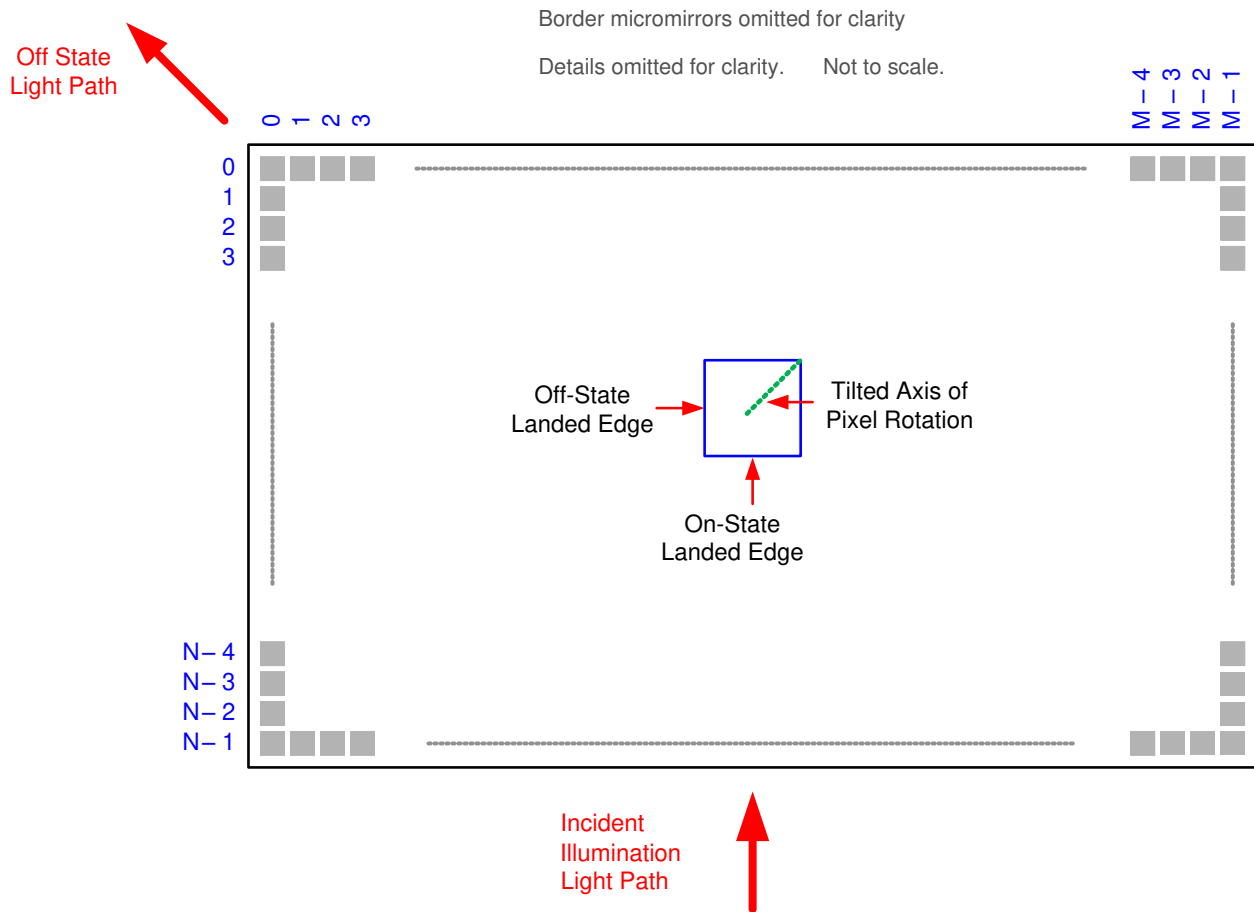 Border micromirrors omitted for clarity
Off State
Light Path
Details omitted for clarity. Not to scale.
0
1
2
3
M – 4
M – 3
M – 2
M – 1
0
1
2
3
Off-State
Landed Edge
Tilted Axis of
Pixel Rotation
On-State
Landed Edge
N – 4
N – 3
N – 2
N – 1
Incident
Illumination
Light Path